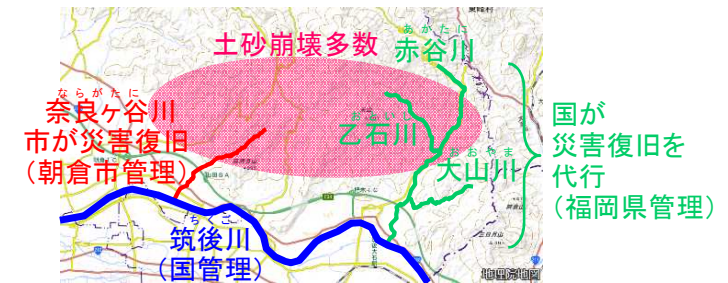 土砂崩壊多数
あかたに
赤谷川
ならがたに
奈良ヶ谷川
市が災害復旧
(朝倉市管理)
おといし
乙石川
おおやま
大山川
国が
災害復旧を
代行
(福岡県管理)
ちくご
筑後川
(国管理)
地理院地図